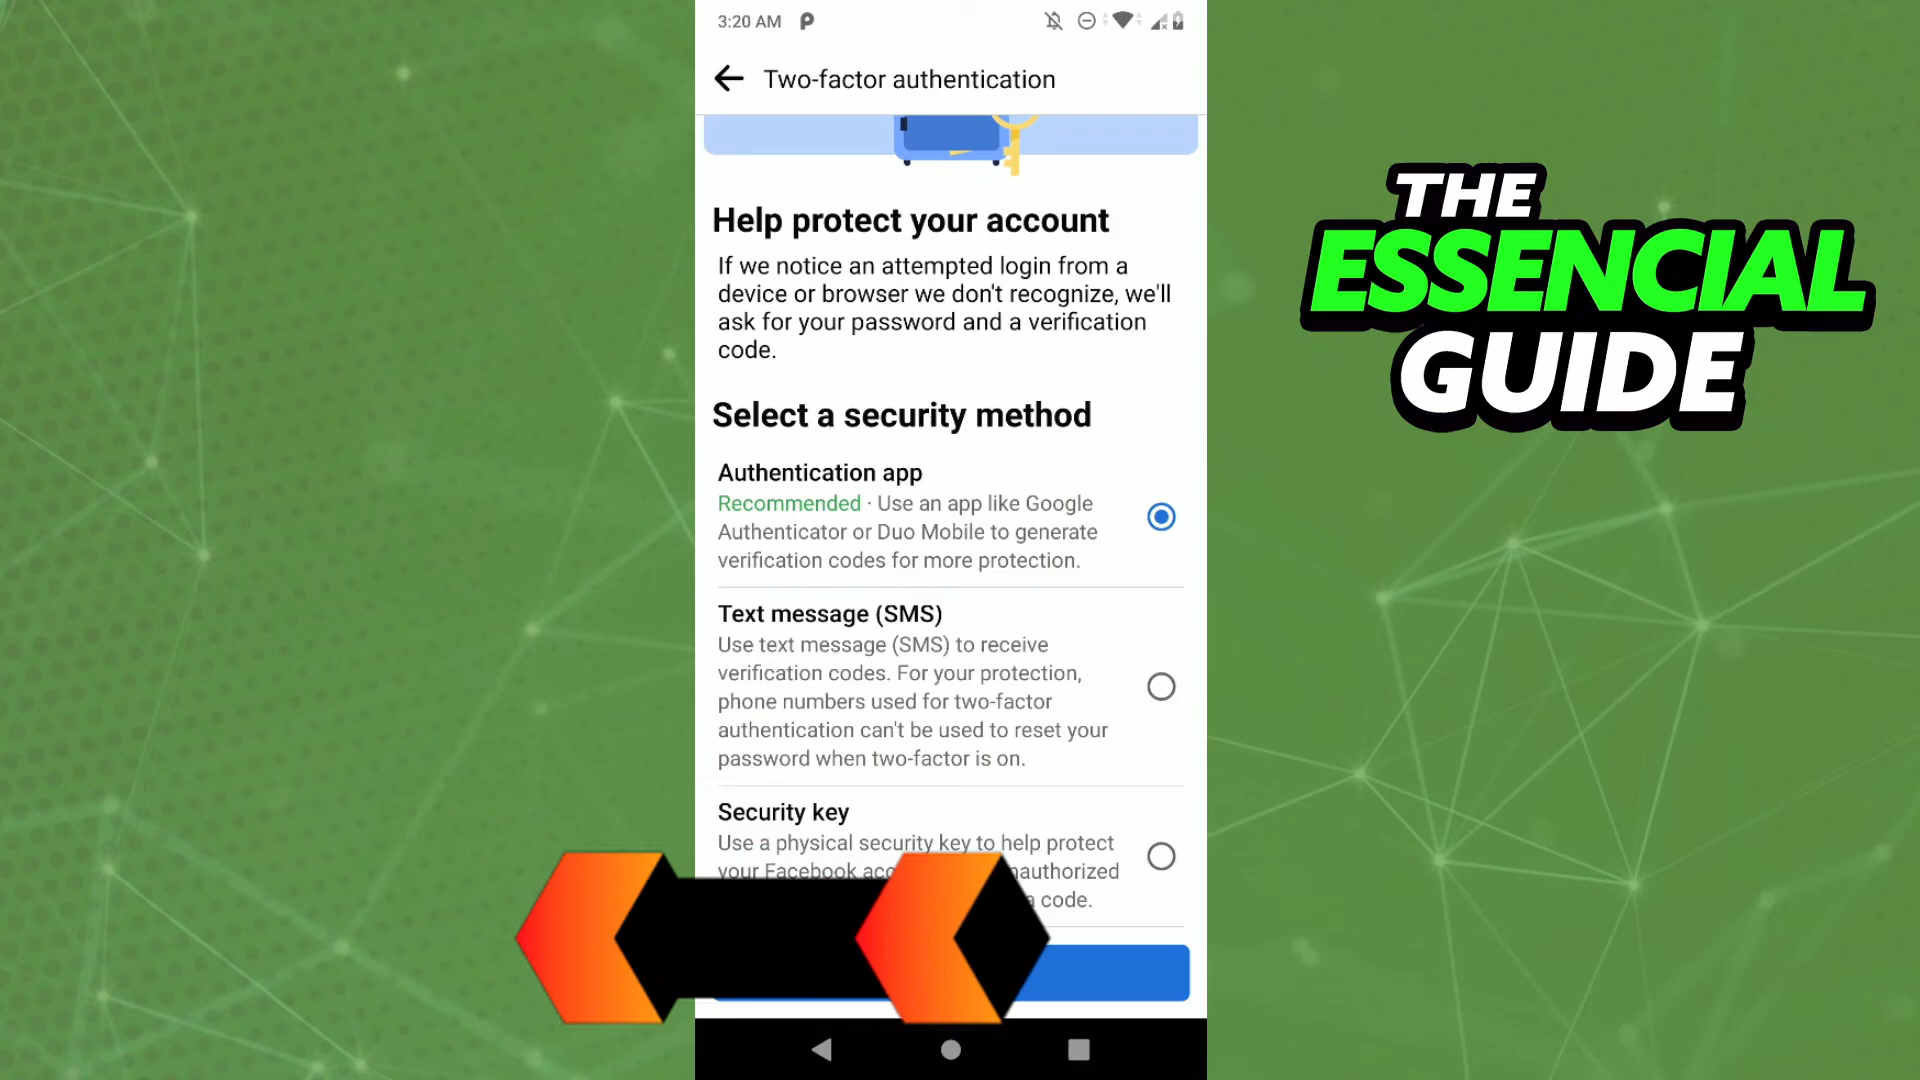 3:20 AM
Two-factor authentication
Help protect your account
If we notice an attempted login from a
device or browser we don't recognize, we'll
ask for your password and a verification
code.
Select a security method
Authentication app
Recommended · Use an app like Google
Authenticator or Duo Mobile to generate
verification codes for more protection.
Text message (SMS)
Use text message (SMS) to receive
verification codes. For your protection,
phone numbers used for two-factor
authentication can't be used to reset your
password when two-factor is on.
Security key
Use a physical security key to help protect
your Facebook
code.
THE
ESSENCIAL
GUIDE